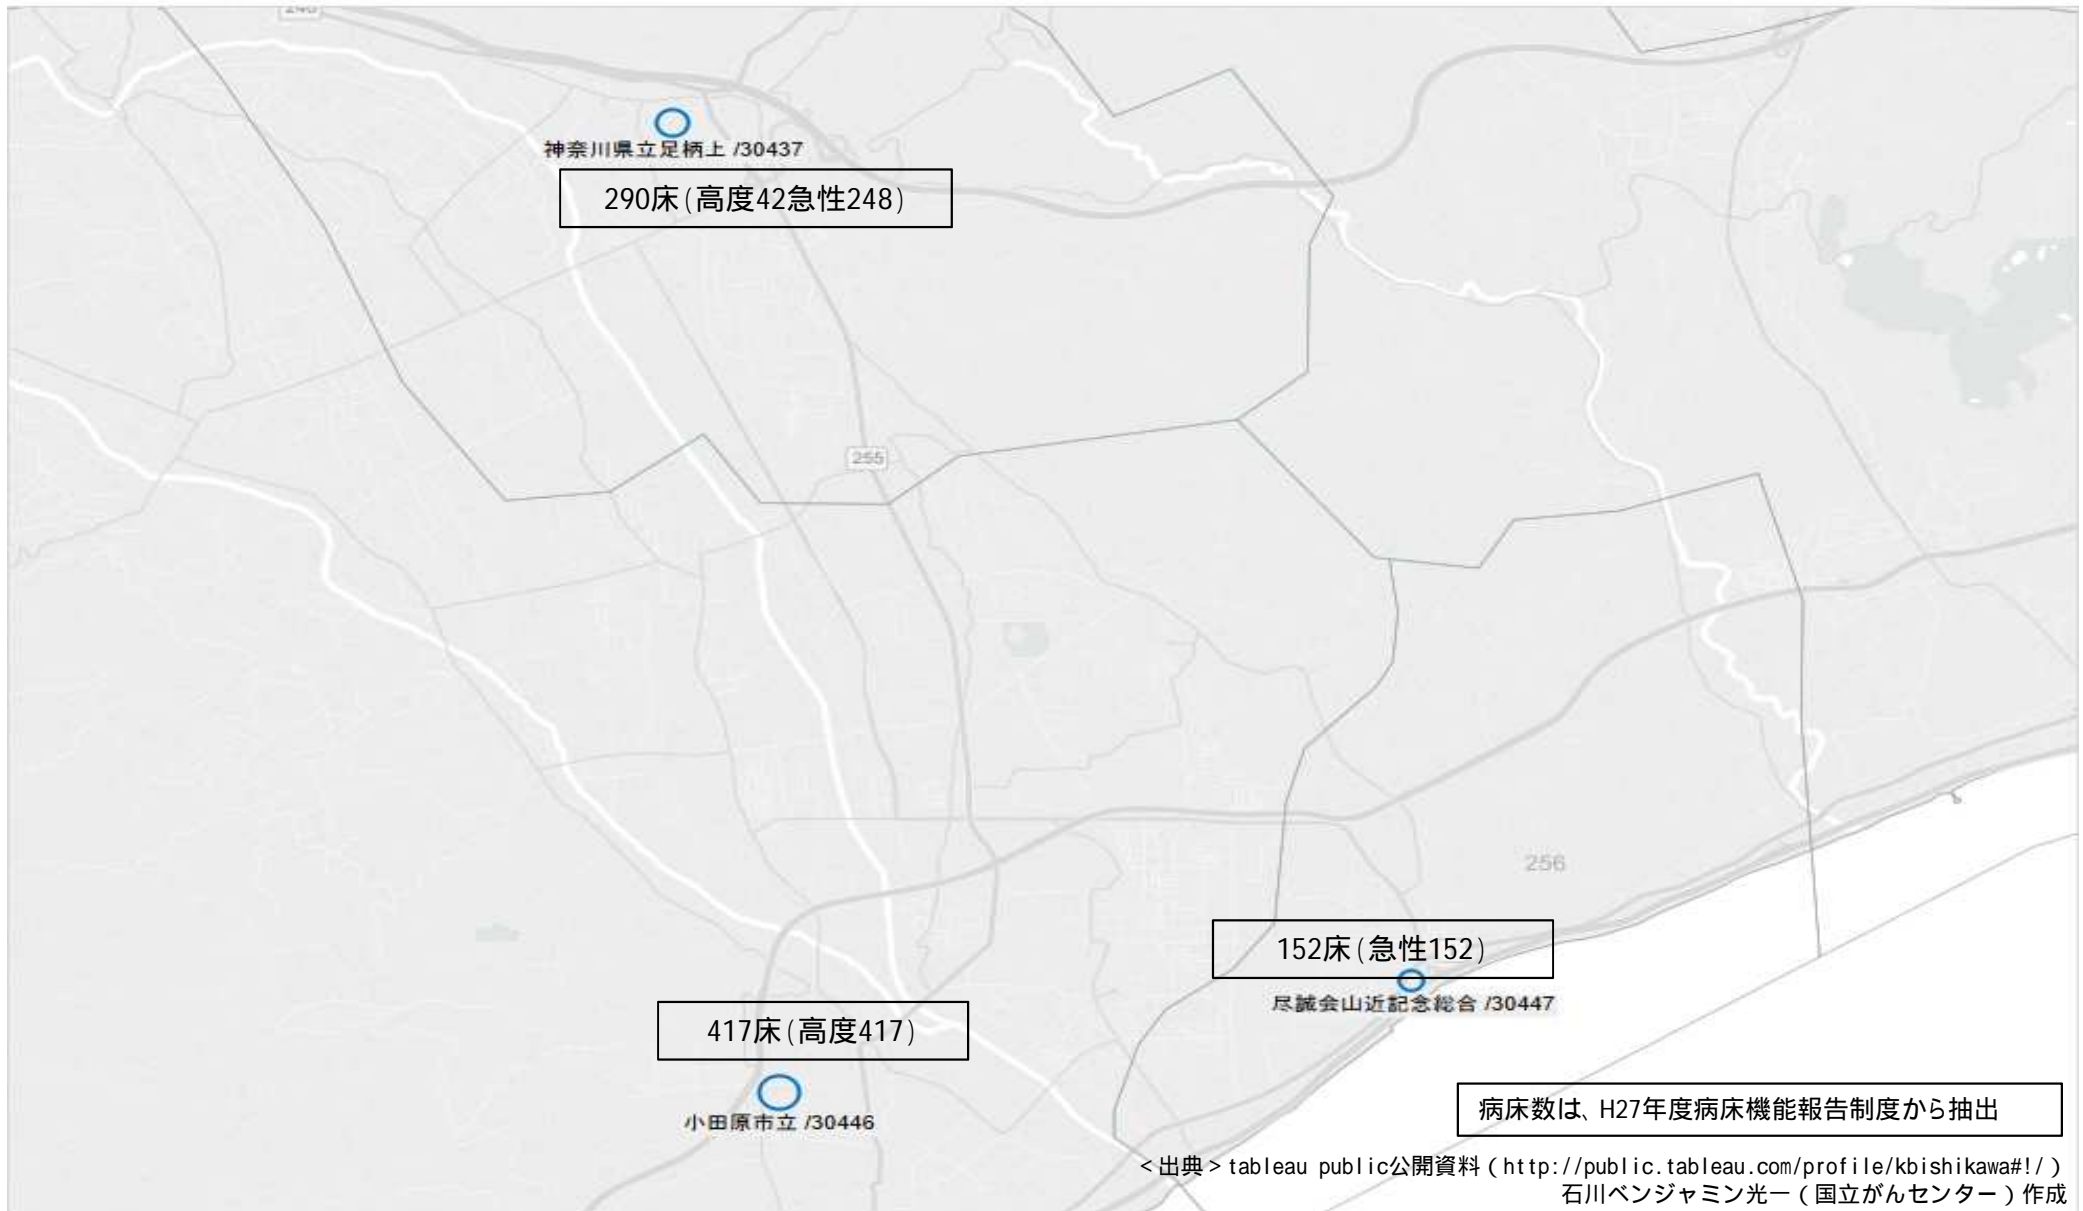 246
神奈川県立足柄上 /30437
290床(高度42急性248)
255
256
152床(急性152)
尽誠会山近記念総合 /30447
417床(高度417)
小田原市立 /30446
病床数は、H27年度病床機能報告制度から抽出
<出典>tableau public公開資料(http://public.tableau.com/profile/kbishikawa#!/)
石川ベンジャミン光一(国立がんセンター)作成